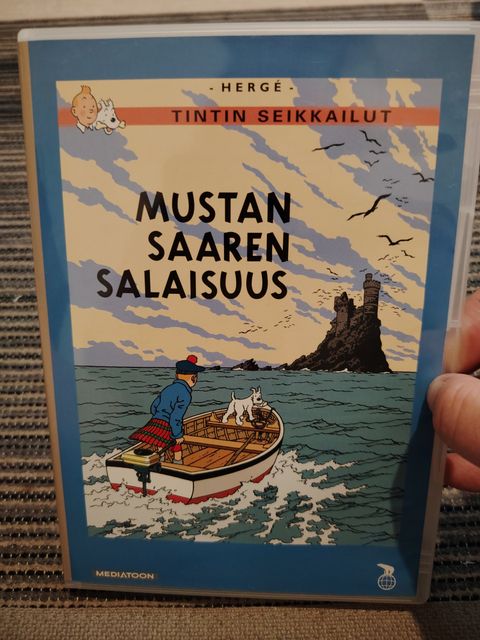 - HERGÉ -
TINTIN SEIKKAILUT
MUSTAN
SAAREN
SALAISUUS
MEDIATOON